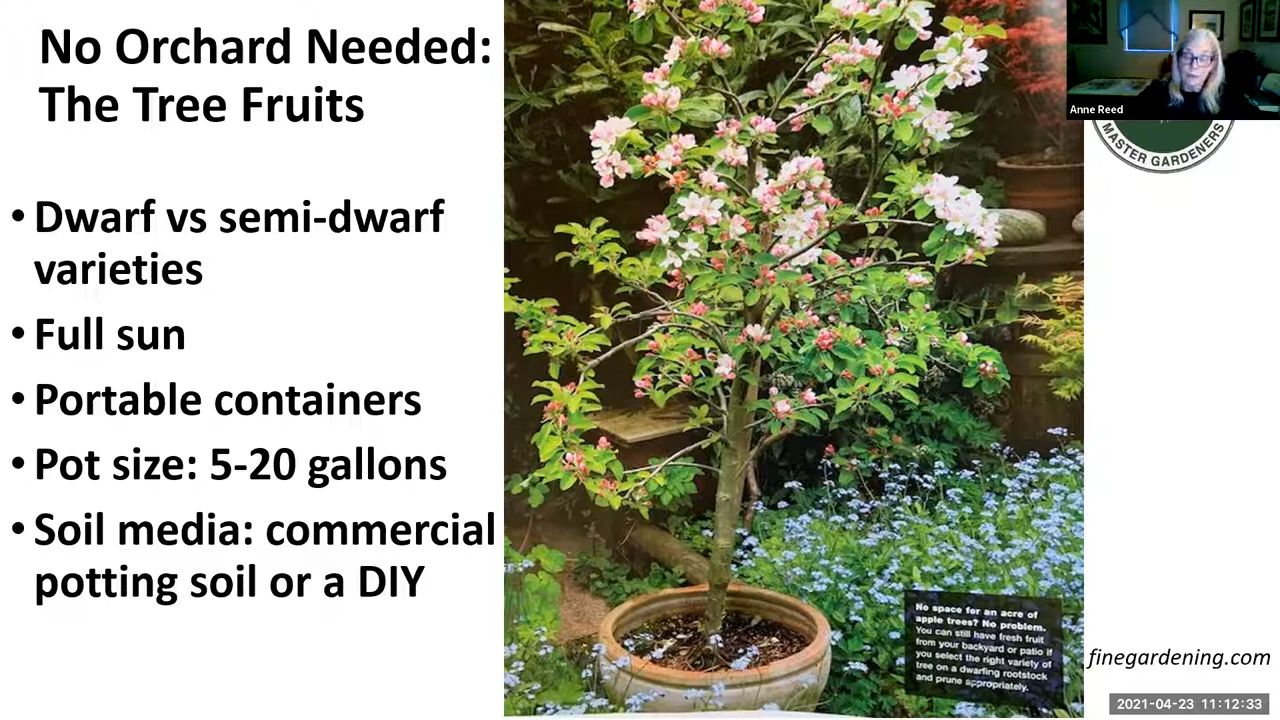 No Orchard Needed:
The Tree Fruits
• Dwarf vs semi-dwarf
varieties
• Full sun
• Portable containers
• Pot size: 5-20 gallons
• Soil media: commercial
potting soil or a DIY
Anne Reed
MASTER GARDENERS
No space for an acre of
apple trees? No problem.
You can still have fresh fruit
from your backyard or patio if
you select the right variety of
tree on a dwarfing rootstock
and prune appropriately.
finegardening.com
2021-04-23 11:12:33